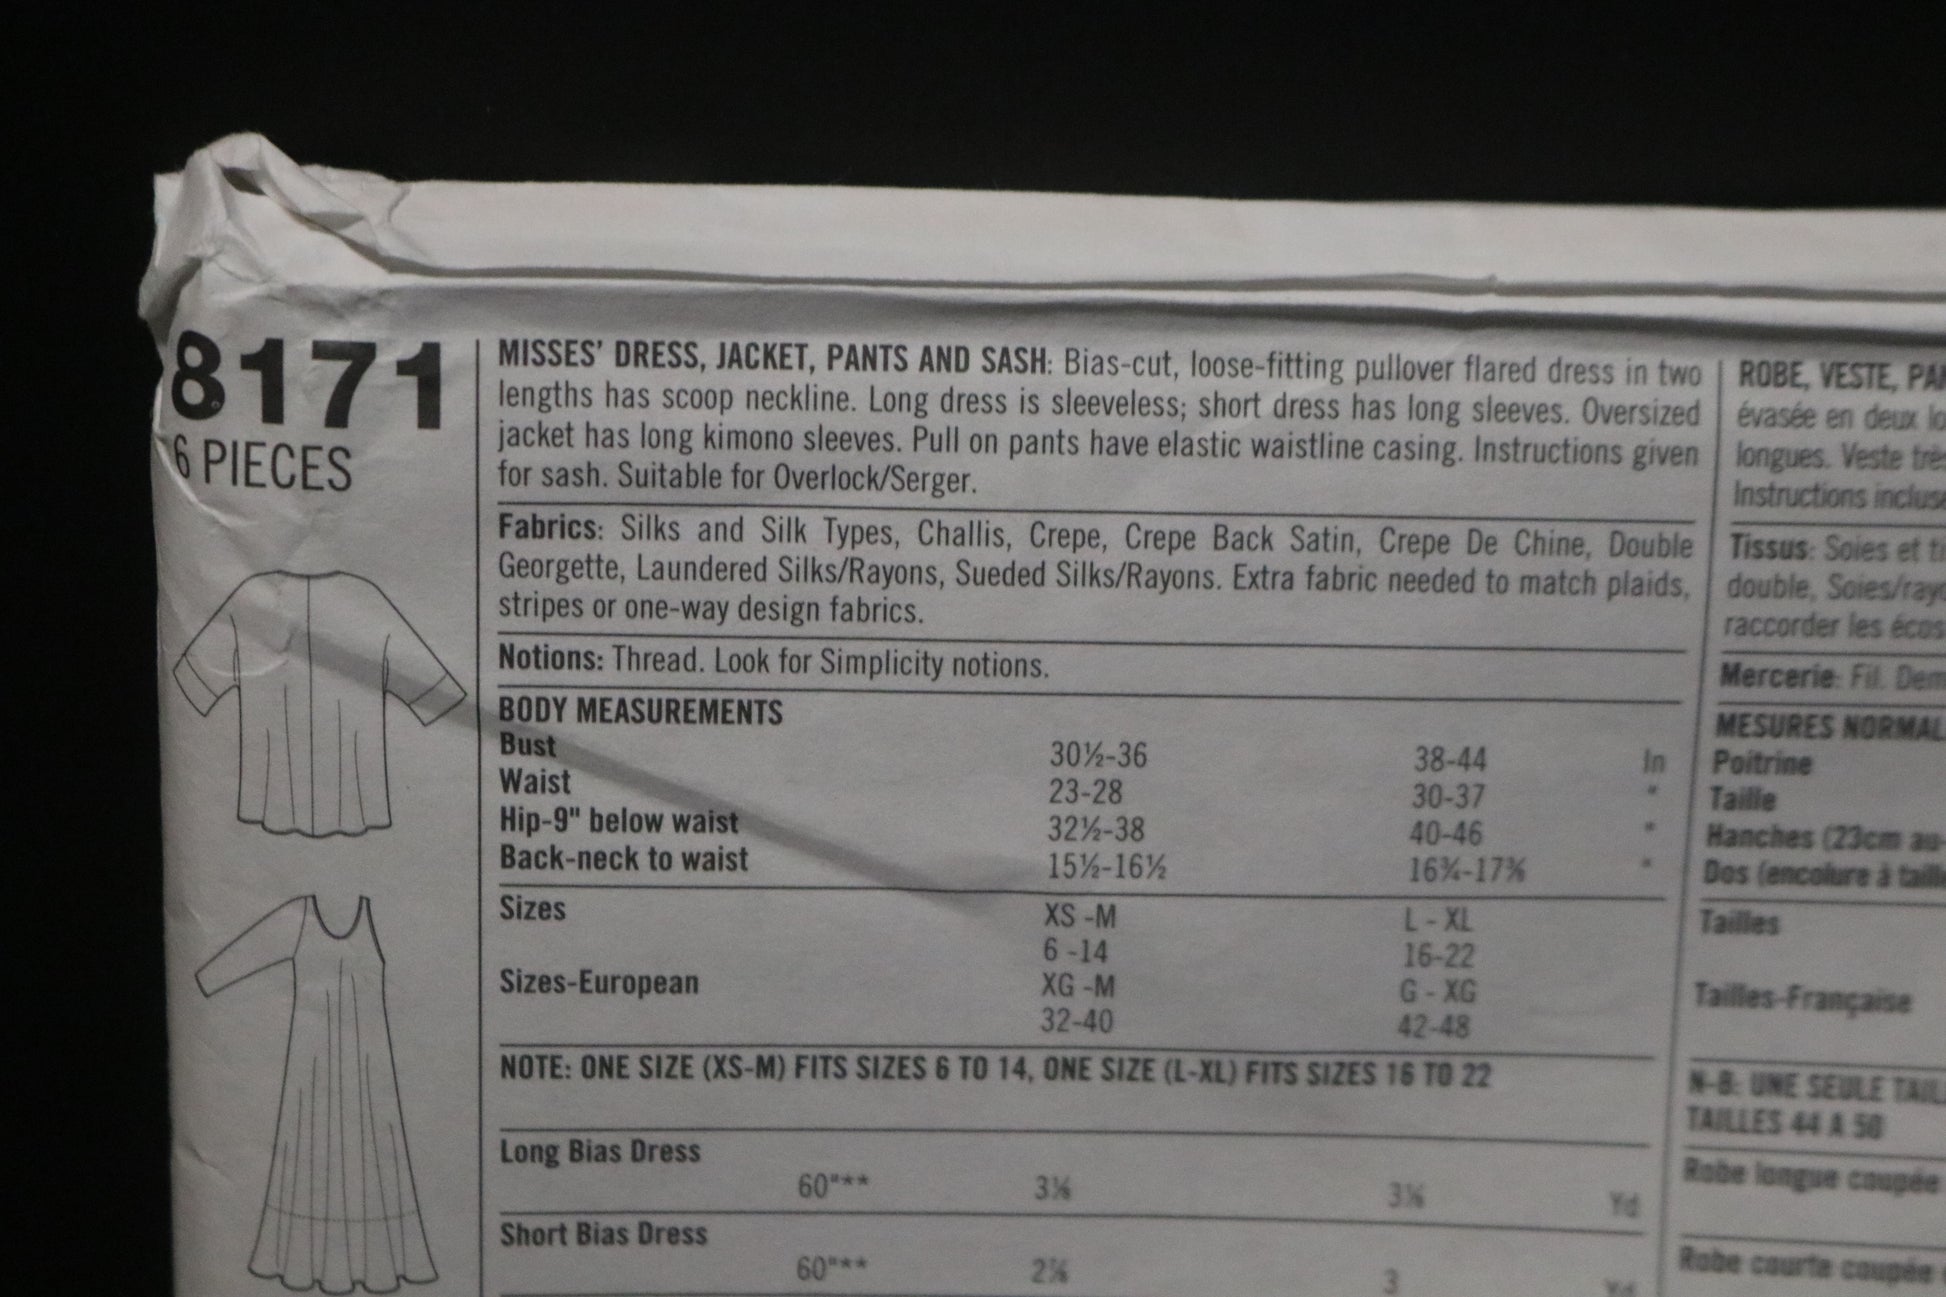 8171
6 PIECES
MISSES' DRESS, JACKET, PANTS AND SASH: Bias-cut, loose-fitting pullover flared dress in two
lengths has scoop neckline. Long dress is sleeveless; short dress has long sleeves. Oversized
jacket has long kimono sleeves. Pull on pants have elastic waistline casing. Instructions given
for sash. Suitable for Overlock/Serger.
Fabrics: Silks and Silk Types, Challis, Crepe, Crepe Back Satin, Crepe De Chine, Double
Georgette, Laundered Silks/Rayons, Sueded Silks/Rayons. Extra fabric needed to match plaids,
stripes or one-way design fabrics.
Notions: Thread. Look for Simplicity notions.
BODY MEASUREMENTS
Bust 30½-36 38-44 In
Waist 23-28 30-37 "
Hip-9" below waist 32½-38 40-46 "
Back-neck to waist 15½-16½ 16¾-17⅜ "
Sizes XS -M L - XL
6 -14 16-22
Sizes-European XG -M G - XG
32-40 42-48
NOTE: ONE SIZE (XS-M) FITS SIZES 6 TO 14, ONE SIZE (L-XL) FITS SIZES 16 TO 22
Long Bias Dress
60"** Yd
Short Bias Dress
60"** 3 Yd
ROBE, VESTE,
évasée en deux
longues. Veste
Instructions
Tissus: Soies et
double,
raccorder les
Mercerie: Fil.
MESURES
Poitrine
Taille
Hanches (23cm
Dos (encolure à
Tailles
Tailles-Française
N-B: UNE SEULE
TAILLES 44 A 50
Robe longue coupée
Robe courte coupée